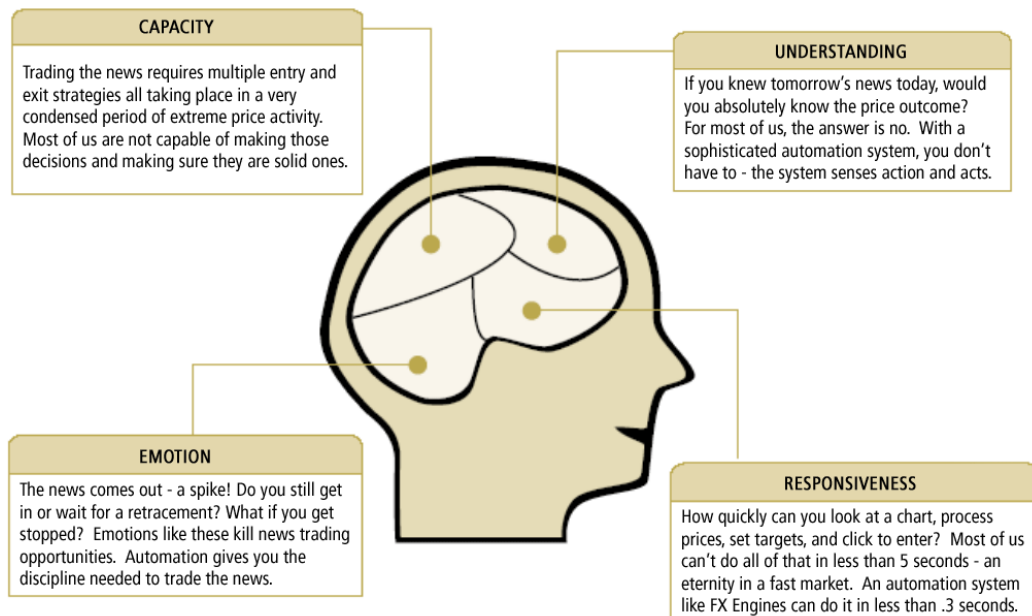 CAPACITY
Trading the news requires multiple entry and
exit strategies all taking place in a very
condensed period of extreme price activity.
Most of us are not capable of making those
decisions and making sure they are solid ones.
UNDERSTANDING
If you knew tomorrow's news today, would
you absolutely know the price outcome?
For most of us, the answer is no.  With a
sophisticated automation system, you don't
have to - the system senses action and acts.
EMOTION
The news comes out - a spike! Do you still get
in or wait for a retracement? What if you get
stopped?  Emotions like these kill news trading
opportunities.  Automation gives you the
discipline needed to trade the news.
RESPONSIVENESS
How quickly can you look at a chart, process
prices, set targets, and click to enter?  Most of us
can't do all of that in less than 5 seconds - an
eternity in a fast market.  An automation system
like FX Engines can do it in less than .3 seconds.